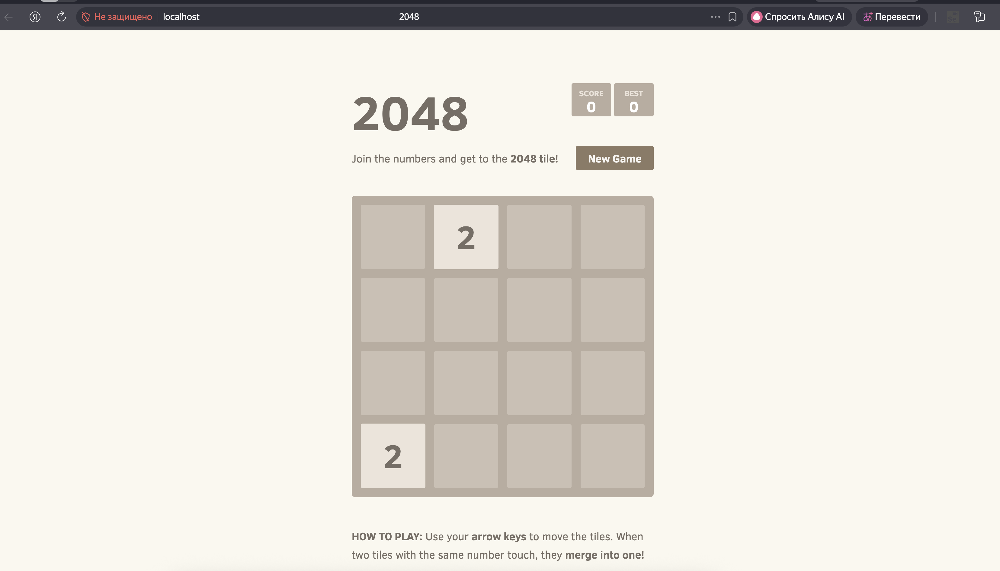 Не защищено localhost 2048 Спросить Алису AI Перевести
2048
SCORE BEST
0 0
Join the numbers and get to the 2048 tile! New Game
2
2
HOW TO PLAY: Use your arrow keys to move the tiles. When
two tiles with the same number touch, they merge into one!